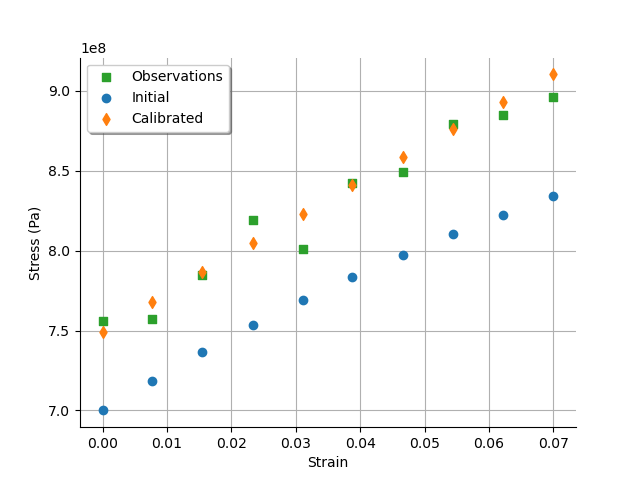 1e8
Observations
Initial
Calibrated
9.0
8.5
8.0
7.5
7.0
Stress (Pa)
0.00 0.01 0.02 0.03 0.04 0.05 0.06 0.07
Strain